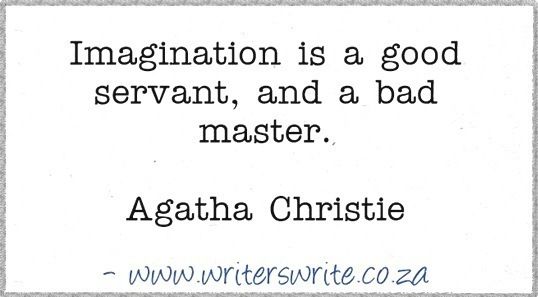 Imagination is a good
servant, and a bad
master.
Agatha Christie
- www.writerswrite.co.za